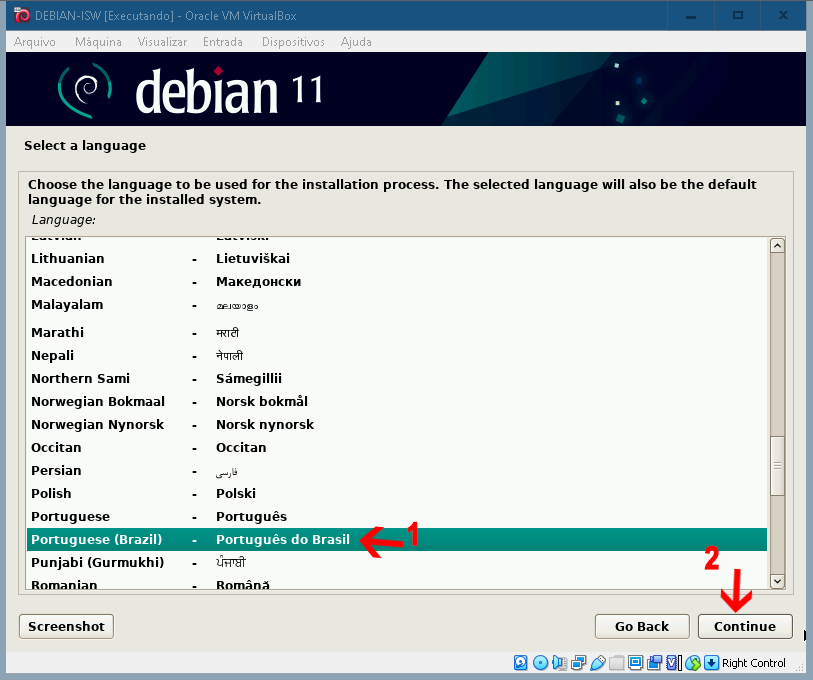 DEBIAN-ISW [Executando] - Oracle VM VirtualBox
Arquivo Máquina Visualizar Entrada Dispositivos Ajuda
debian 11
Select a language
Choose the language to be used for the installation process. The selected language will also be the default
language for the installed system.
Language:
Latvian - Latviski
Lithuanian - Lietuviškai
Macedonian - Македонски
Malayalam - മലയാളം
Marathi - मराठी
Nepali - नेपाली
Northern Sami - Sámegillii
Norwegian Bokmaal - Norsk bokmål
Norwegian Nynorsk - Norsk nynorsk
Occitan - Occitan
Persian - فارسی
Polish - Polski
Portuguese - Português
Portuguese (Brazil) - Português do Brasil 1
Punjabi (Gurmukhi) - ਪੰਜਾਬੀ
Romanian - Română
2
Screenshot Go Back Continue
Right Control